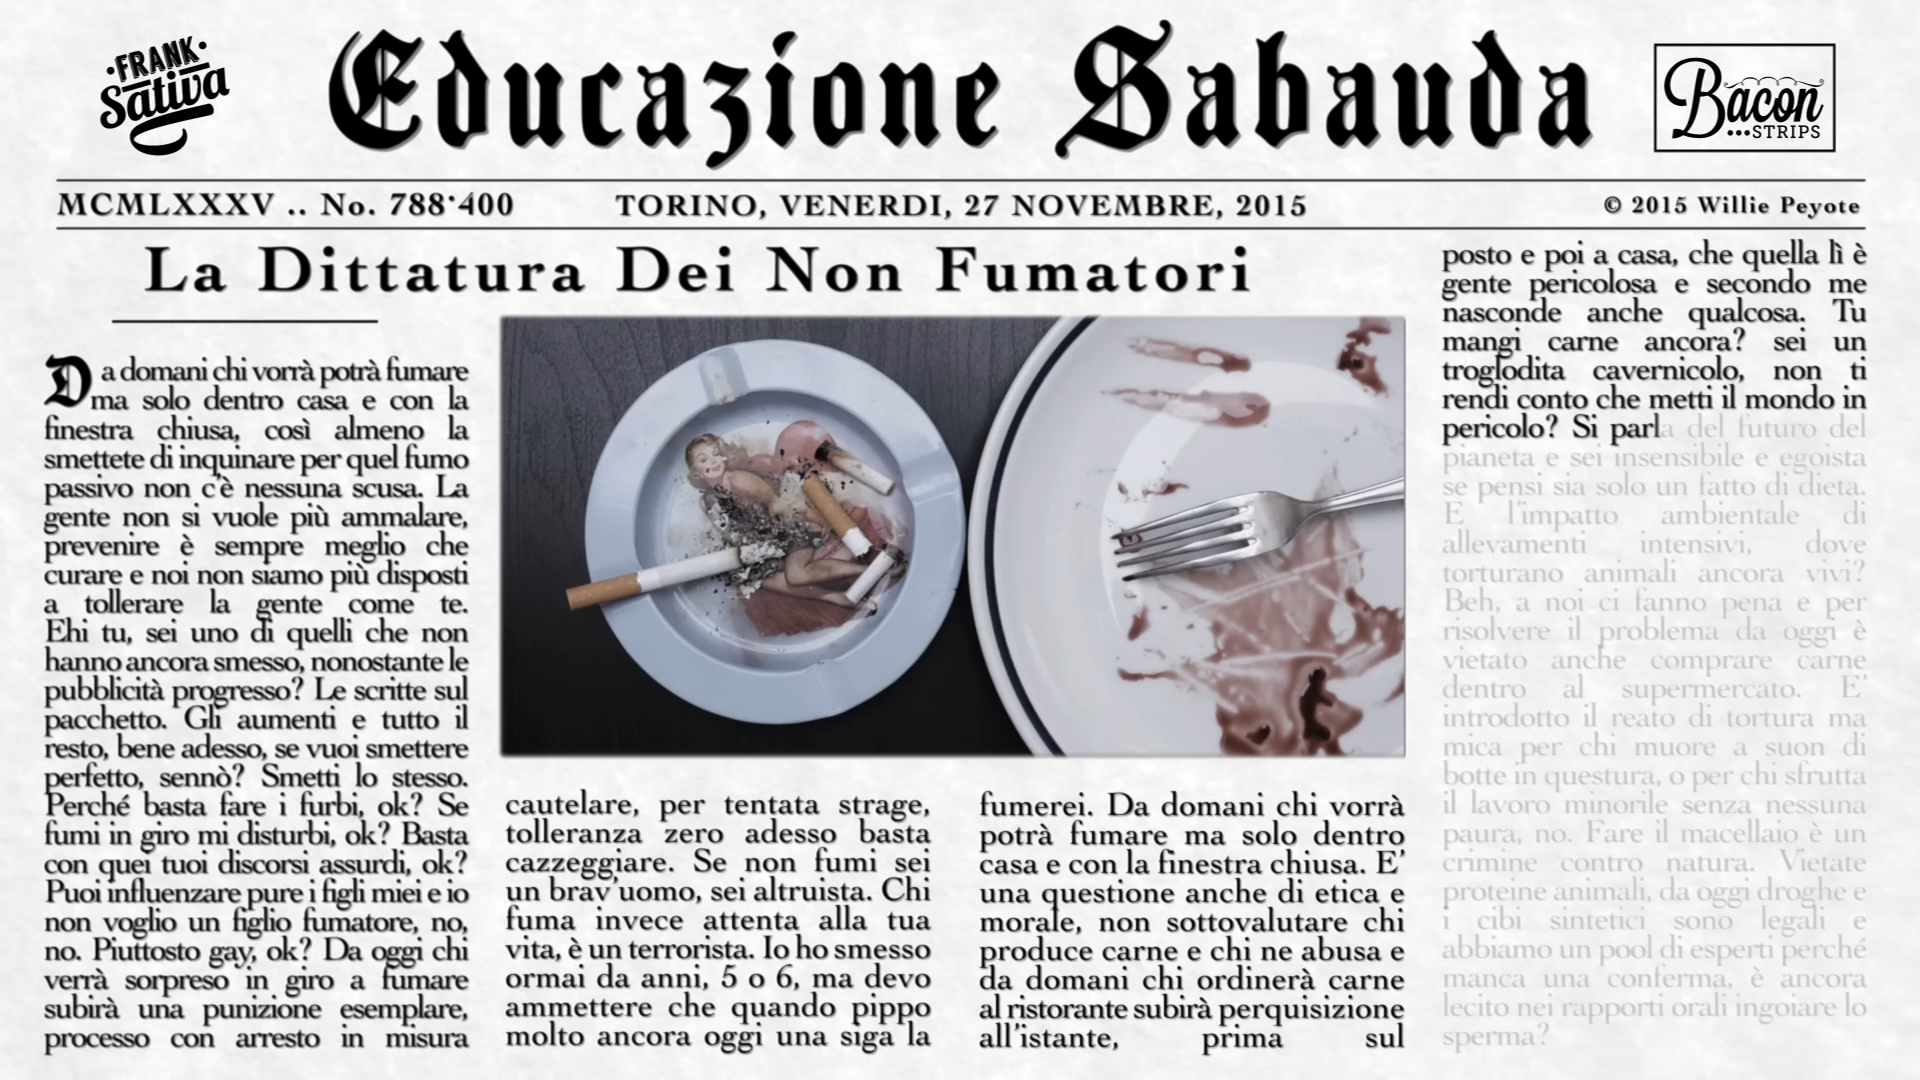 FRANK
Sativa
Educazione Sabauda
Bacon
STRIPS
MCMLXXXV .. No. 788·400 TORINO, VENERDI, 27 NOVEMBRE, 2015 © 2015 Willie Peyote
La Dittatura Dei Non Fumatori
Da domani chi vorrà potrà fumare
ma solo dentro casa e con la
finestra chiusa, così almeno la
smettete di inquinare per quel fumo
passivo non c'è nessuna scusa. La
gente non si vuole più ammalare,
prevenire è sempre meglio che
curare e noi non siamo più disposti
a tollerare la gente come te.
Ehi tu, sei uno di quelli che non
hanno ancora smesso, nonostante le
pubblicità progresso? Le scritte sul
pacchetto. Gli aumenti e tutto il
resto, bene adesso, se vuoi smettere
perfetto, sennò? Smetti lo stesso.
Perché basta fare i furbi, ok? Se
fumi in giro mi disturbi, ok? Basta
con quei tuoi discorsi assurdi, ok?
Puoi influenzare pure i figli miei e io
non voglio un figlio fumatore, no,
no. Piuttosto gay, ok? Da oggi chi
verrà sorpreso in giro a fumare
subirà una punizione esemplare,
processo con arresto in misura
cautelare, per tentata strage,
tolleranza zero adesso basta
cazzeggiare. Se non fumi sei
un brav'uomo, sei altruista. Chi
fuma invece attenta alla tua
vita, è un terrorista. Io ho smesso
ormai da anni, 5 o 6, ma devo
ammettere che quando pippo
molto ancora oggi una siga la
fumerei. Da domani chi vorrà
potrà fumare ma solo dentro
casa e con la finestra chiusa. E'
una questione anche di etica e
morale, non sottovalutare chi
produce carne e chi ne abusa e
da domani chi ordinerà carne
al ristorante subirà perquisizione
all'istante, prima sul
posto e poi a casa, che quella lì è
gente pericolosa e secondo me
nasconde anche qualcosa. Tu
mangi carne ancora? sei un
troglodita cavernicolo, non ti
rendi conto che metti il mondo in
pericolo? Si parla del futuro del
pianeta e sei insensibile e egoista
se pensi sia solo un fatto di dieta.
E l'impatto ambientale di
allevamenti intensivi, dove
torturano animali ancora vivi?
Beh, a noi ci fanno pena e per
risolvere il problema da oggi è
vietato anche comprare carne
dentro al supermercato. E'
introdotto il reato di tortura ma
mica per chi muore a suon di
botte in questura, o per chi sfrutta
il lavoro minorile senza nessuna
paura, no. Fare il macellaio è un
crimine contro natura. Vietate
proteine animali, da oggi droghe e
i cibi sintetici sono legali e
abbiamo un pool di esperti perché
manca una conferma, è ancora
lecito nei rapporti orali ingoiare lo
sperma?